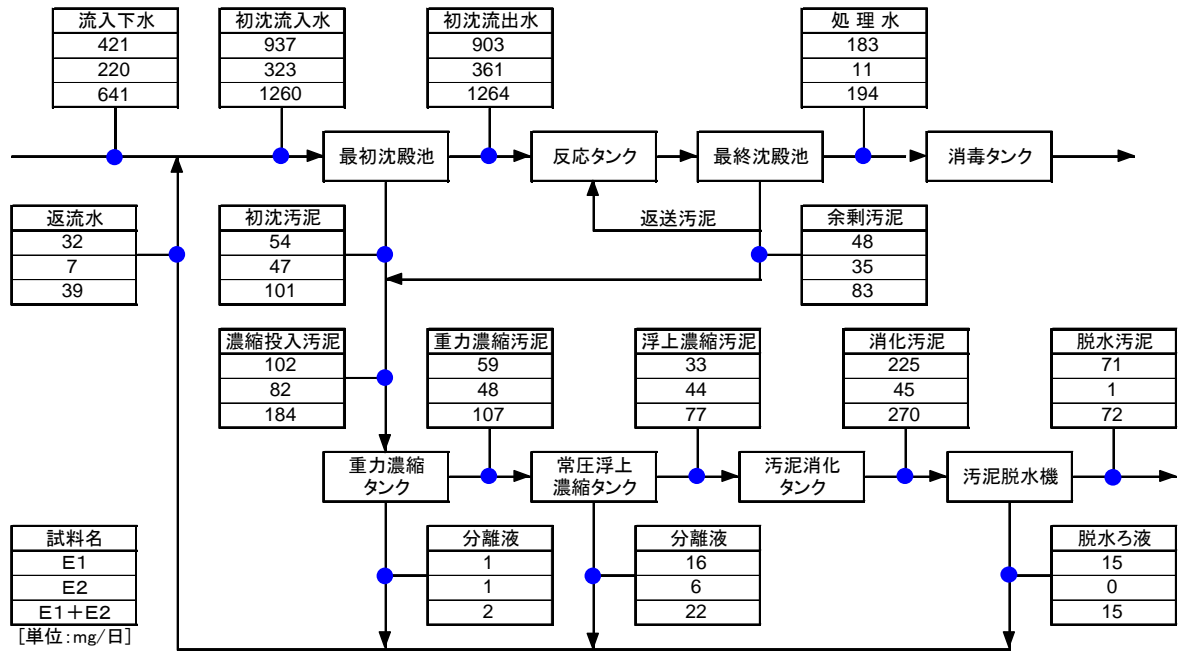 流入下水
421
220
641
初沈流入水
937
323
1260
初沈流出水
903
361
1264
処 理 水
183
11
194
最初沈殿池
反応タンク
最終沈殿池
消毒タンク
返流水
32
7
39
初沈汚泥
54
47
101
返送汚泥
余剰汚泥
48
35
83
濃縮投入汚泥
102
82
184
重力濃縮汚泥
59
48
107
浮上濃縮汚泥
33
44
77
消化汚泥
225
45
270
脱水汚泥
71
1
72
重力濃縮
タンク
常圧浮上
濃縮タンク
汚泥消化
タンク
汚泥脱水機
試料名
E1
E2
E1+E2
[単位:mg/日]
分離液
1
1
2
分離液
16
6
22
脱水ろ液
15
0
15